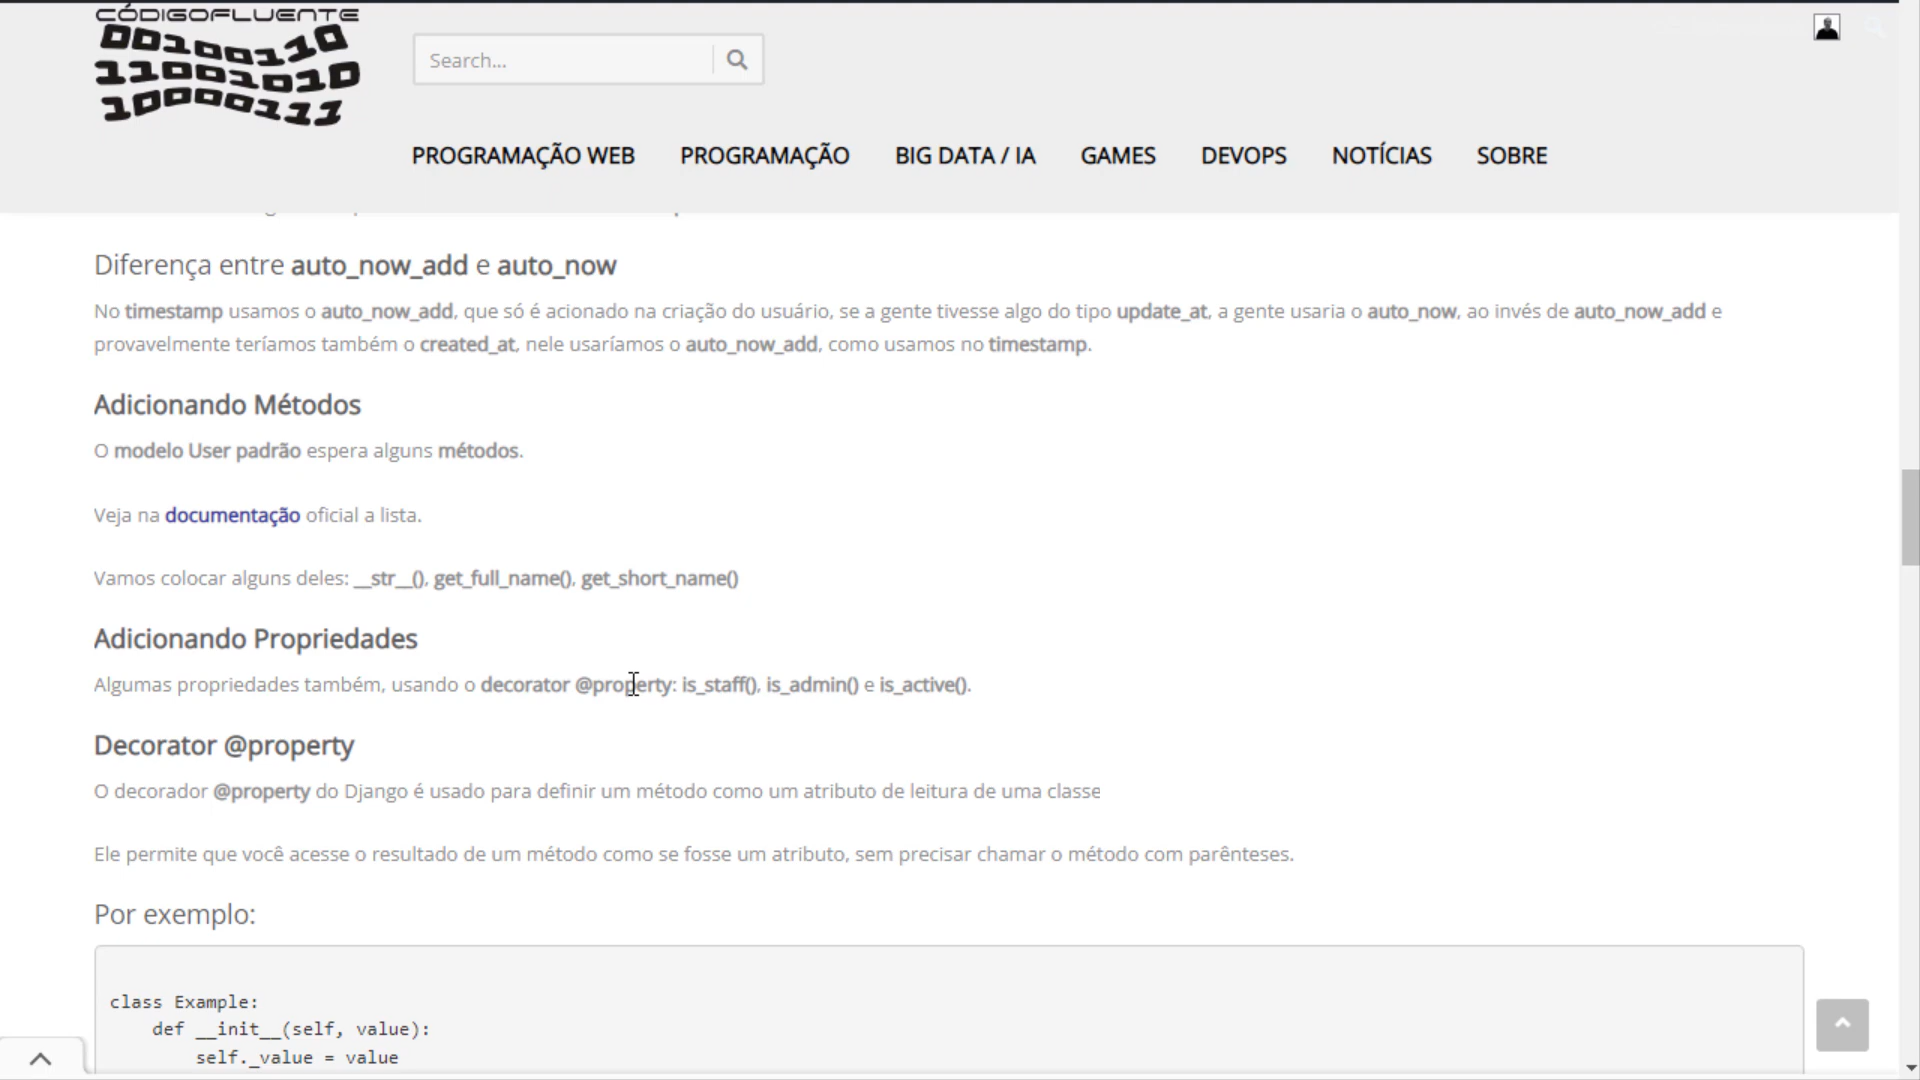 CÓDIGOFLUENTE
00100110
11001010
10000111
Search...
PROGRAMAÇÃO WEB
PROGRAMAÇÃO
BIG DATA / IA
GAMES
DEVOPS
NOTÍCIAS
SOBRE
Diferença entre auto_now_add e auto_now
No timestamp usamos o auto_now_add, que só é acionado na criação do usuário, se a gente tivesse algo do tipo update_at, a gente usaria o auto_now, ao invés de auto_now_add e
provavelmente teríamos também o created_at, nele usaríamos o auto_now_add, como usamos no timestamp.
Adicionando Métodos
O modelo User padrão espera alguns métodos.
Veja na documentação oficial a lista.
Vamos colocar alguns deles: __str__(), get_full_name(), get_short_name()
Adicionando Propriedades
Algumas propriedades também, usando o decorator @property: is_staff(), is_admin() e is_active().
Decorator @property
O decorador @property do Django é usado para definir um método como um atributo de leitura de uma classe
Ele permite que você acesse o resultado de um método como se fosse um atributo, sem precisar chamar o método com parênteses.
Por exemplo:
class Example:
    def __init__(self, value):
        self._value = value